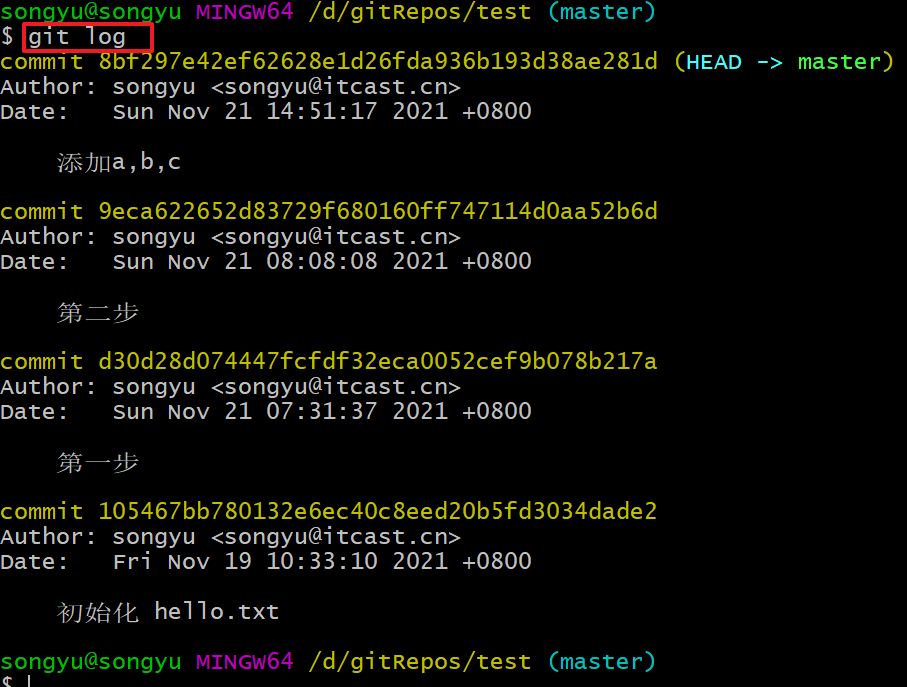 songyu@songyu MINGW64 /d/gitRepos/test (master)
$ git log
commit 8bf297e42ef62628e1d26fda936b193d38ae281d (HEAD -> master)
Author: songyu <songyu@itcast.cn>
Date:   Sun Nov 21 14:51:17 2021 +0800
添加a,b,c
commit 9eca622652d83729f680160ff747114d0aa52b6d
Author: songyu <songyu@itcast.cn>
Date:   Sun Nov 21 08:08:08 2021 +0800
第二步
commit d30d28d074447fcfdf32eca0052cef9b078b217a
Author: songyu <songyu@itcast.cn>
Date:   Sun Nov 21 07:31:37 2021 +0800
第一步
commit 105467bb780132e6ec40c8eed20b5fd3034dade2
Author: songyu <songyu@itcast.cn>
Date:   Fri Nov 19 10:33:10 2021 +0800
初始化 hello.txt
songyu@songyu MINGW64 /d/gitRepos/test (master)
$